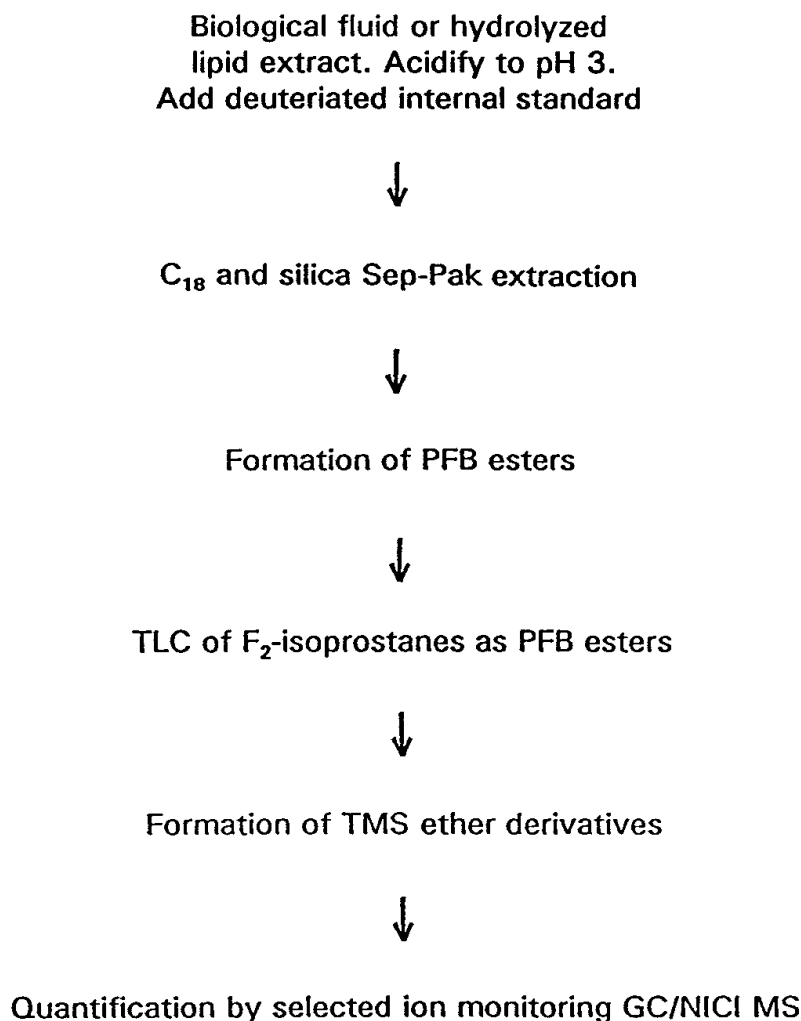 Biological fluid or hydrolyzed
lipid extract. Acidify to pH 3.
Add deuteriated internal standard
↓
C₁₈ and silica Sep-Pak extraction
↓
Formation of PFB esters
↓
TLC of F₂-isoprostanes as PFB esters
↓
Formation of TMS ether derivatives
↓
Quantification by selected ion monitoring GC/NICI MS